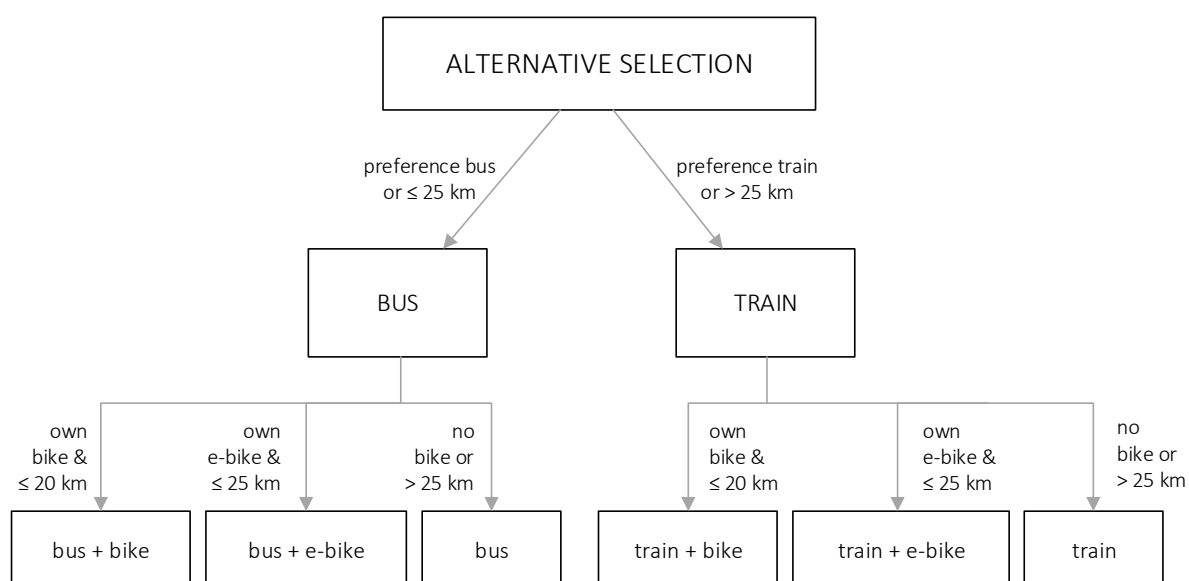 ALTERNATIVE SELECTION
preference bus
or ≤ 25 km
preference train
or > 25 km
BUS
TRAIN
own
bike &
≤ 20 km
own
e-bike &
≤ 25 km
no
bike or
> 25 km
own
bike &
≤ 20 km
own
e-bike &
≤ 25 km
no
bike or
> 25 km
bus + bike
bus + e-bike
bus
train + bike
train + e-bike
train